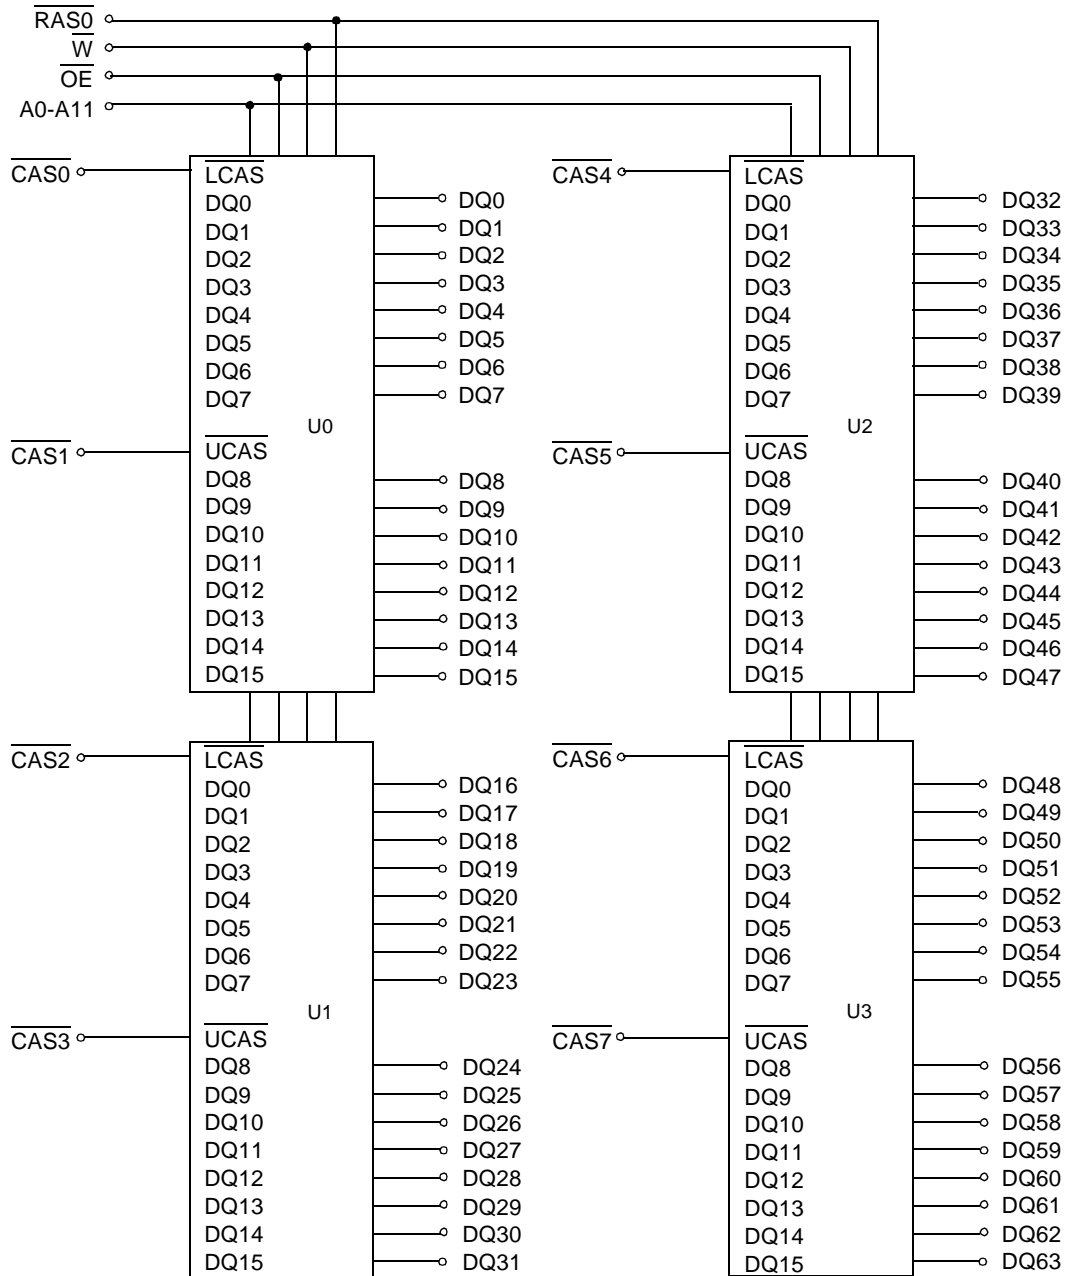 RAS0
W
OE
A0-A11
CAS0
LCAS
DQ0
DQ1
DQ2
DQ3
DQ4
DQ5
DQ6
DQ7
DQ0
DQ1
DQ2
DQ3
DQ4
DQ5
DQ6
DQ7
U0
CAS1
UCAS
DQ8
DQ9
DQ10
DQ11
DQ12
DQ13
DQ14
DQ15
DQ8
DQ9
DQ10
DQ11
DQ12
DQ13
DQ14
DQ15
CAS2
LCAS
DQ0
DQ1
DQ2
DQ3
DQ4
DQ5
DQ6
DQ7
DQ16
DQ17
DQ18
DQ19
DQ20
DQ21
DQ22
DQ23
U1
CAS3
UCAS
DQ8
DQ9
DQ10
DQ11
DQ12
DQ13
DQ14
DQ15
DQ24
DQ25
DQ26
DQ27
DQ28
DQ29
DQ30
DQ31
CAS4
LCAS
DQ0
DQ1
DQ2
DQ3
DQ4
DQ5
DQ6
DQ7
DQ32
DQ33
DQ34
DQ35
DQ36
DQ37
DQ38
DQ39
U2
CAS5
UCAS
DQ8
DQ9
DQ10
DQ11
DQ12
DQ13
DQ14
DQ15
DQ40
DQ41
DQ42
DQ43
DQ44
DQ45
DQ46
DQ47
CAS6
LCAS
DQ0
DQ1
DQ2
DQ3
DQ4
DQ5
DQ6
DQ7
DQ48
DQ49
DQ50
DQ51
DQ52
DQ53
DQ54
DQ55
U3
CAS7
UCAS
DQ8
DQ9
DQ10
DQ11
DQ12
DQ13
DQ14
DQ15
DQ56
DQ57
DQ58
DQ59
DQ60
DQ61
DQ62
DQ63